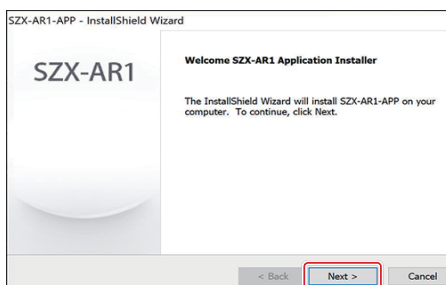 SZX-AR1-APP - InstallShield Wizard
SZX-AR1
Welcome SZX-AR1 Application Installer
The InstallShield Wizard will install SZX-AR1-APP on your
computer. To continue, click Next.
< Back
Next >
Cancel